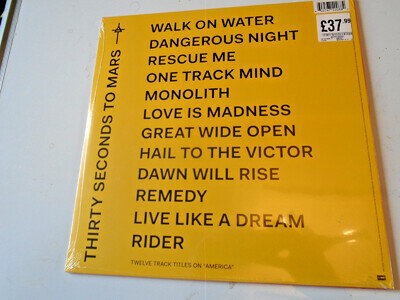 THIRTY SECONDS TO MARS
WALK ON WATER
DANGEROUS NIGHT
RESCUE ME
ONE TRACK MIND
MONOLITH
LOVE IS MADNESS
GREAT WIDE OPEN
HAIL TO THE VICTOR
DAWN WILL RISE
REMEDY
LIVE LIKE A DREAM
RIDER
TWELVE TRACK TITLES ON "AMERICA"
£37.99